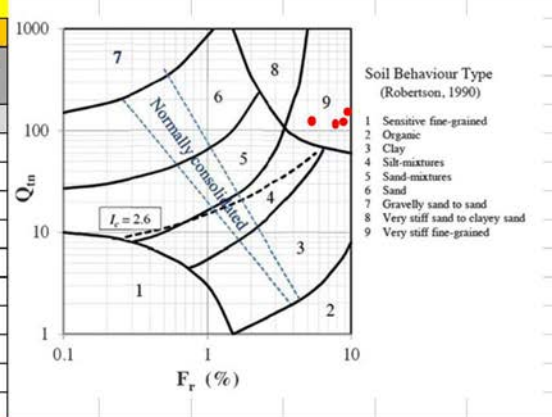 1000
100
10
1
Qtn
7
8
9
6
5
4
3
2
1
Normally consolidated
Ic = 2.6
0.1
1
10
Fr (%)
Soil Behaviour Type
(Robertson, 1990)
1 Sensitive fine-grained
2 Organic
3 Clay
4 Silt-mixtures
5 Sand-mixtures
6 Sand
7 Gravelly sand to sand
8 Very stiff sand to clayey sand
9 Very stiff fine-grained